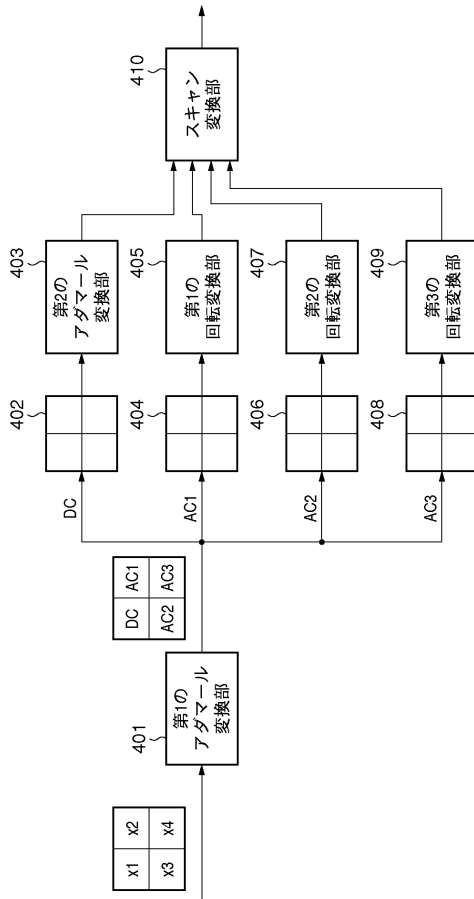 x1 x2
x3 x4
401
第1の
アダマール
変換部
DC AC1
AC2 AC3
DC
402
403
第2の
アダマール
変換部
AC1
404
405
第1の
回転変換部
AC2
406
407
第2の
回転変換部
AC3
408
409
第3の
回転変換部
410
スキャン
変換部